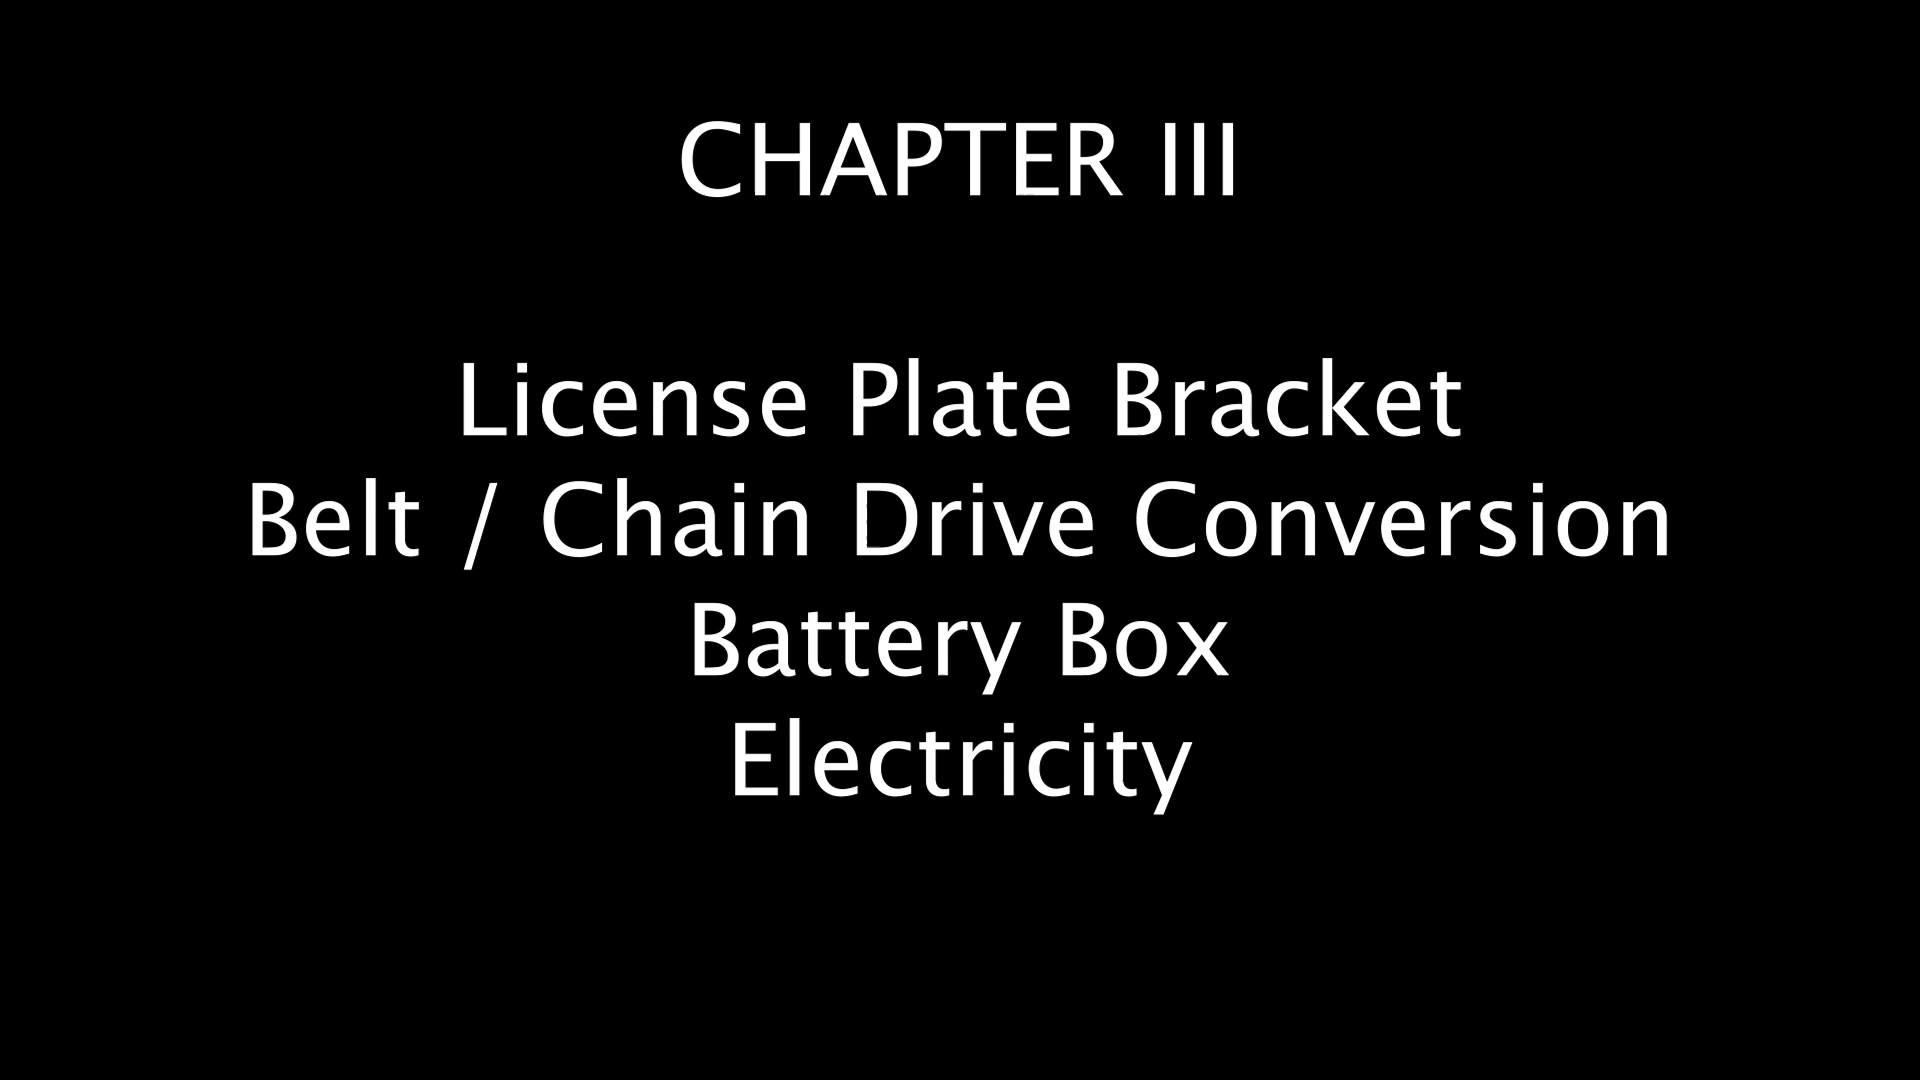 CHAPTER III
License Plate Bracket
Belt / Chain Drive Conversion
Battery Box
Electricity